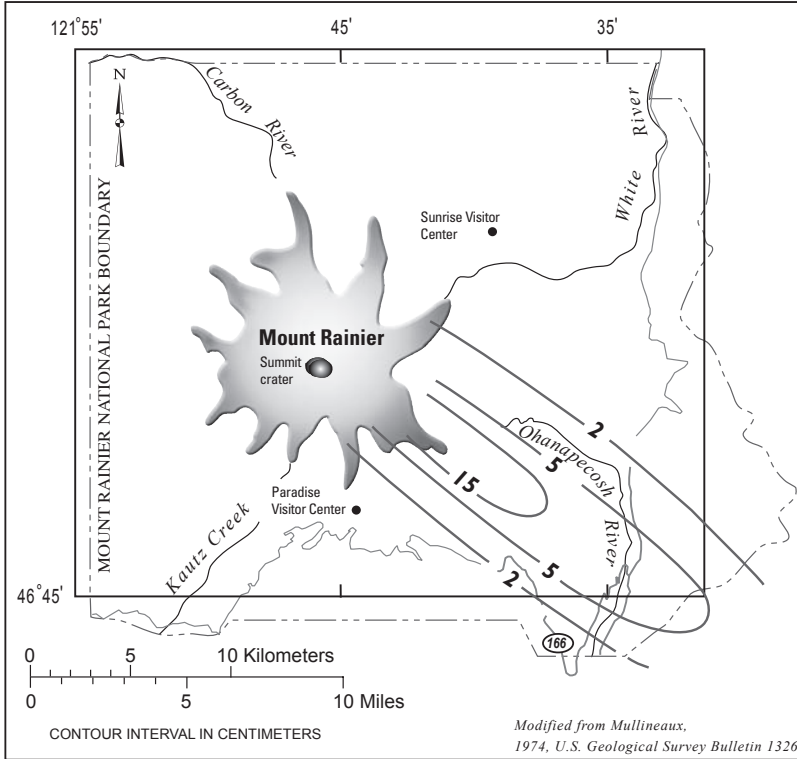 121°55'
45'
35'
N
Carbon
River
White
River
MOUNT RAINIER NATIONAL PARK BOUNDARY
Sunrise Visitor
Center
Mount Rainier
Summit
crater
2
5
15
Ohanapecosh
River
Paradise
Visitor Center
Kautz Creek
5
2
46°45'
166
0 5 10 Kilometers
0 5 10 Miles
CONTOUR INTERVAL IN CENTIMETERS
Modified from Mullineaux,
1974, U.S. Geological Survey Bulletin 1326